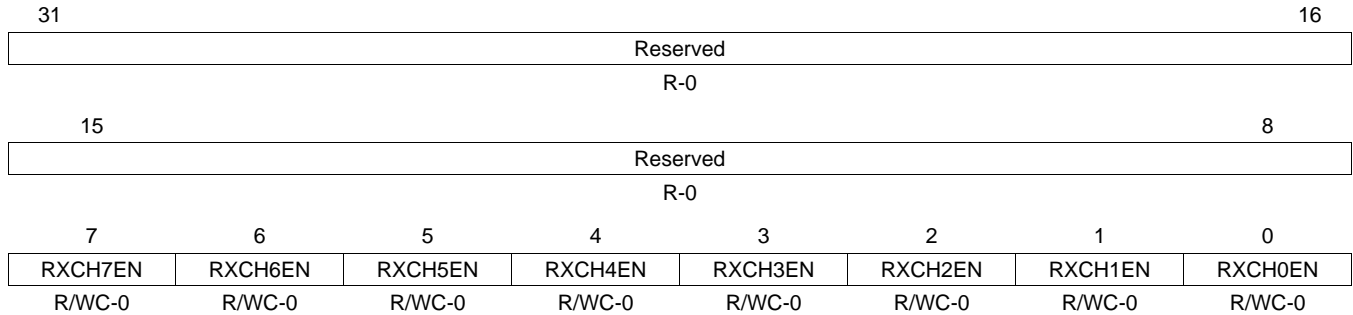 31 16
Reserved
R-0
15 8
Reserved
R-0
7 6 5 4 3 2 1 0
RXCH7EN RXCH6EN RXCH5EN RXCH4EN RXCH3EN RXCH2EN RXCH1EN RXCH0EN
R/WC-0 R/WC-0 R/WC-0 R/WC-0 R/WC-0 R/WC-0 R/WC-0 R/WC-0